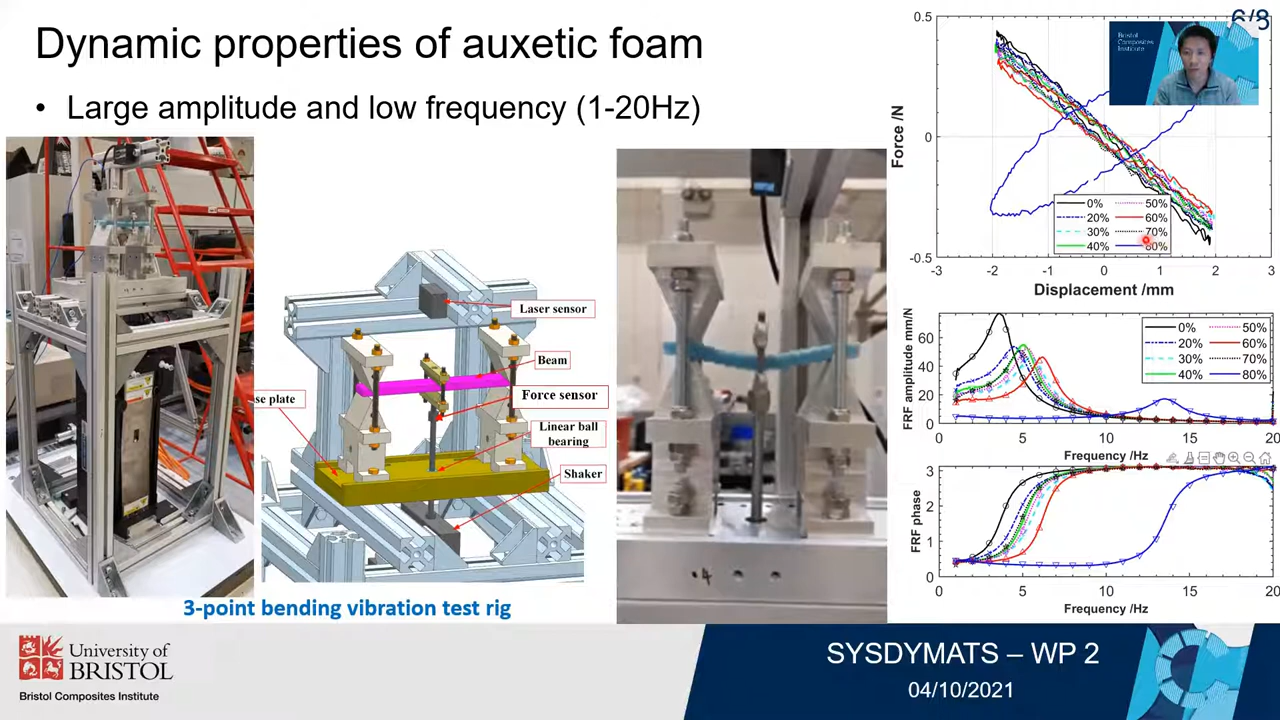 Dynamic properties of auxetic foam
• Large amplitude and low frequency (1-20Hz)
6/8
Bristol
Composites
Institute
0.5
0
-0.5
Force /N
0% 50%
20% 60%
30% 70%
40% 80%
-3 -2 -1 0 1 2 3
Displacement /mm
Laser sensor
Beam
Force sensor
se plate
Linear ball
bearing
Shaker
3-point bending vibration test rig
FRF amplitude mm/N
60
40
20
0
0% 50%
20% 60%
30% 70%
40% 80%
0 5 10 15 20
Frequency /Hz
FRF phase
3
2
1
0
0 5 10 15 20
Frequency /Hz
University of
BRISTOL
Bristol Composites Institute
SYSDYMATS – WP 2
04/10/2021